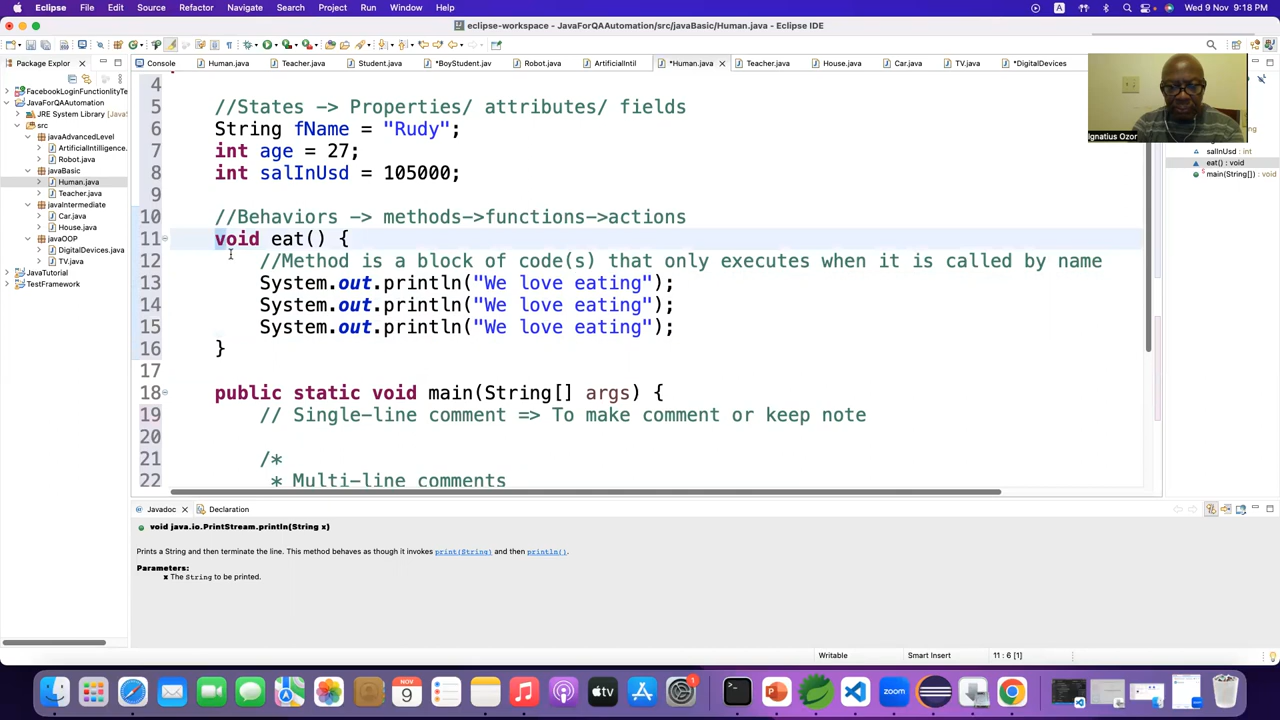 Eclipse File Edit Source Refactor Navigate Search Project Run Window Help A Wed 9 Nov 9:18 PM
eclipse-workspace - JavaForQAAutomation/src/javaBasic/Human.java - Eclipse IDE
Package Explor
Console Human.java Teacher.java Student.java *BoyStudent.av Robot.java ArtificialIntil *Human.java Teacher.java House.java Car.java TV.java *DigitalDevices
FacebookLoginFunctionlityTe
JavaForQAAutomation
JRE System Library [Java
src
javaAdvancedLevel
ArtificialIntelligence.
Robot.java
javaBasic
Human.java
Teacher.java
javaIntermediate
Car.java
House.java
javaOOP
DigitalDevices.java
TV.java
JavaTutorial
TestFramework
4
5 //States -> Properties/ attributes/ fields
6 String fName = "Rudy";
7 int age = 27;
8 int salInUsd = 105000;
9
10 //Behaviors -> methods->functions->actions
11 void eat() {
12 //Method is a block of code(s) that only executes when it is called by name
13 System.out.println("We love eating");
14 System.out.println("We love eating");
15 System.out.println("We love eating");
16 }
17
18 public static void main(String[] args) {
19 // Single-line comment => To make comment or keep note
20
21 /*
22 * Multi-line comments
Ignatius Ozor
salInUsd : int
eat() : void
main(String[]) : void
Javadoc Declaration
void java.io.PrintStream.println(String x)
Prints a String and then terminate the line. This method behaves as though it invokes print(String) and then println().
Parameters:
x The String to be printed.
Writable Smart Insert 11 : 6 [1]
NOV
9
tv
1
zoom